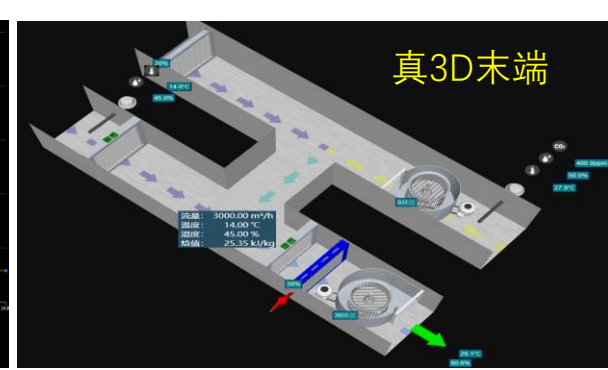 真3D末端
30%
14.0°C
45.0%
CO₂
400.0ppm
50.0%
27.0°C
流量: 3000.00 m³/h
温度: 14.00 °C
湿度: 45.00 %
焓值: 25.35 kJ/kg
30%
26.1°C
80.6%